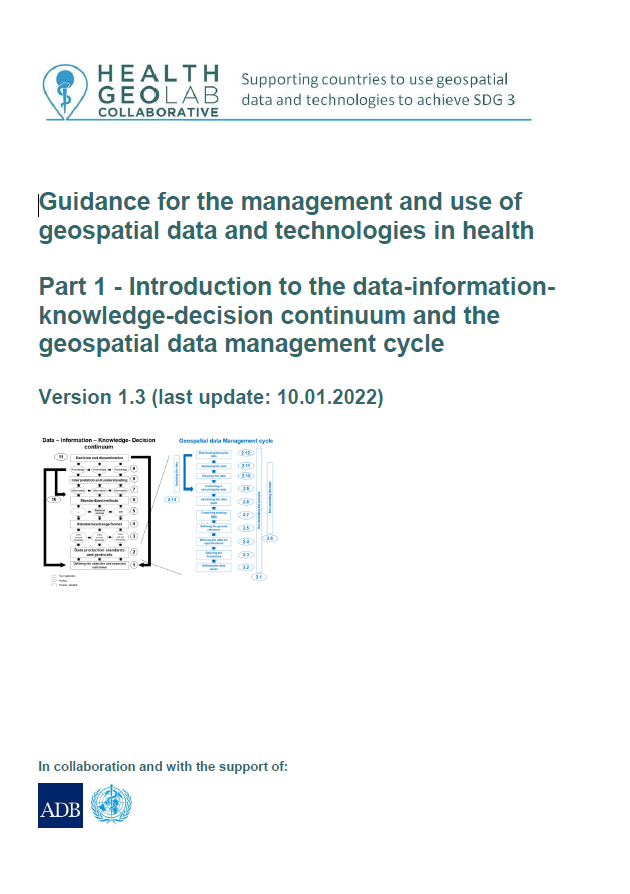 HEALTH
GEOLAB
COLLABORATIVE
Supporting countries to use geospatial
data and technologies to achieve SDG 3
Guidance for the management and use of
geospatial data and technologies in health
Part 1 - Introduction to the data-information-
knowledge-decision continuum and the
geospatial data management cycle
Version 1.3 (last update: 10.01.2022)
Data – Information – Knowledge- Decision
continuum
11
Decision and dissemination
9
Interpretation and understanding
8
7
10
Standardized methods
6
5
Standard exchange format
4
3
Data production standards
and protocols
2
Defining the objective and expected
outcomes
1
Geospatial data Management cycle
2.12
2.11
2.10
2.9
2.13
2.8
2.7
2.5
2.4
2.3
2.1
In collaboration and with the support of:
ADB